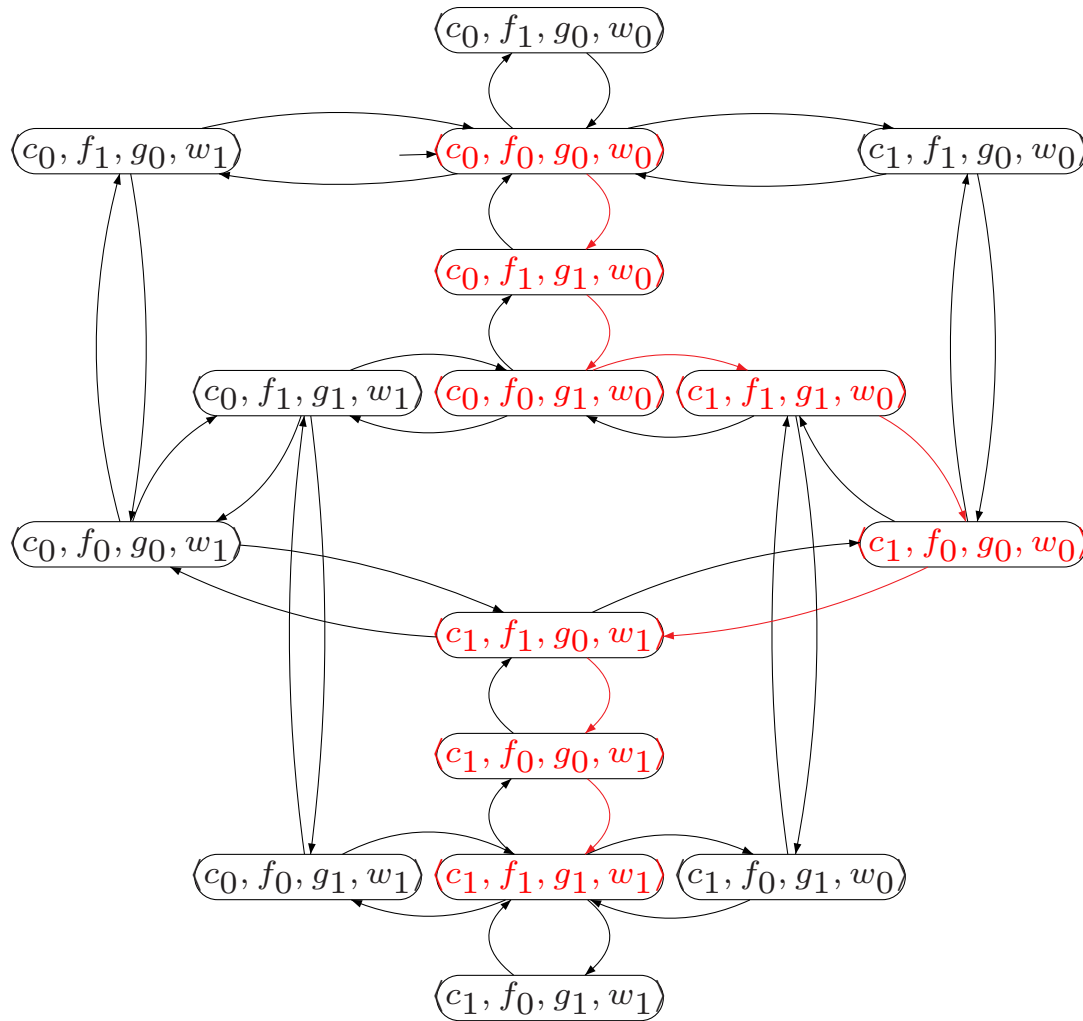 ⟨c₀, f₁, g₀, w₀⟩
⟨c₀, f₁, g₀, w₁⟩
⟨c₀, f₀, g₀, w₀⟩
⟨c₁, f₁, g₀, w₀⟩
⟨c₀, f₁, g₁, w₀⟩
⟨c₀, f₁, g₁, w₁⟩
⟨c₀, f₀, g₁, w₀⟩
⟨c₁, f₁, g₁, w₀⟩
⟨c₀, f₀, g₀, w₁⟩
⟨c₁, f₀, g₀, w₀⟩
⟨c₁, f₁, g₀, w₁⟩
⟨c₁, f₀, g₀, w₁⟩
⟨c₀, f₀, g₁, w₁⟩
⟨c₁, f₁, g₁, w₁⟩
⟨c₁, f₀, g₁, w₀⟩
⟨c₁, f₀, g₁, w₁⟩